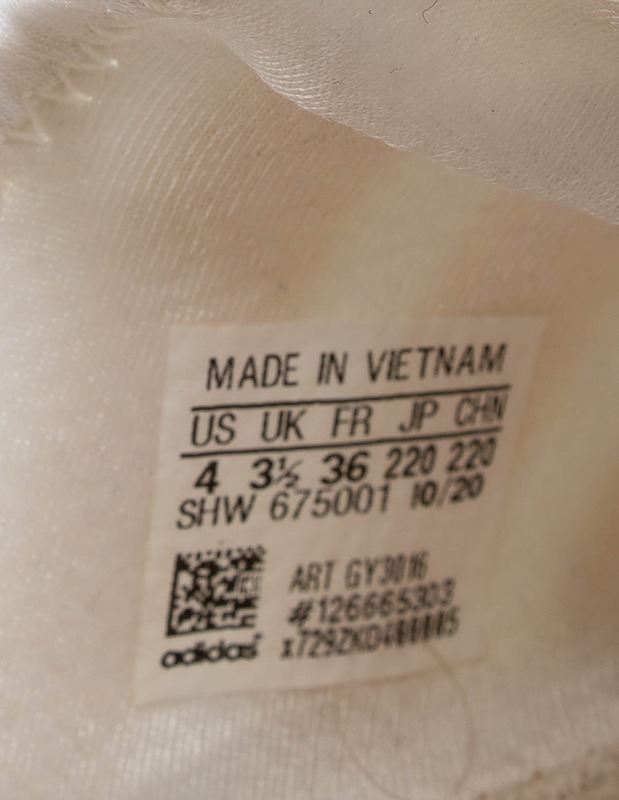 MADE IN VIETNAM
US UK FR JP CHN
4 3½ 36 220 220
SHW 675001 10/20
ART GY3016
#126665303
adidas